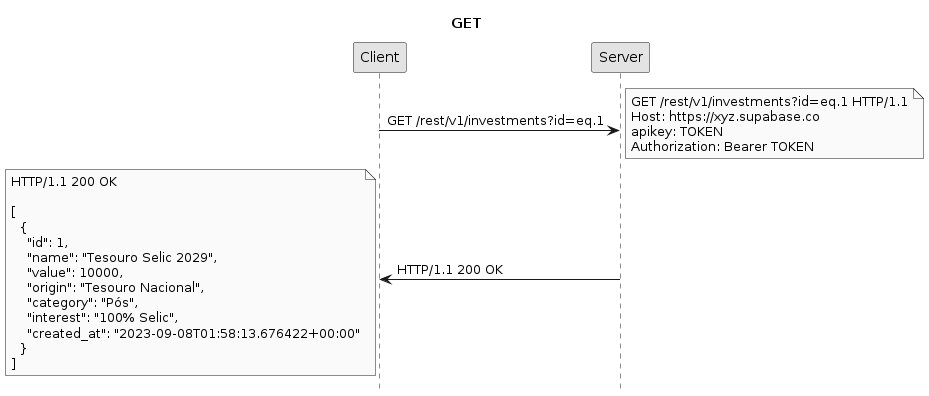 GET
Client
Server
GET /rest/v1/investments?id=eq.1
GET /rest/v1/investments?id=eq.1 HTTP/1.1
Host: https://xyz.supabase.co
apikey: TOKEN
Authorization: Bearer TOKEN
HTTP/1.1 200 OK
[
  {
    "id": 1,
    "name": "Tesouro Selic 2029",
    "value": 10000,
    "origin": "Tesouro Nacional",
    "category": "Pós",
    "interest": "100% Selic",
    "created_at": "2023-09-08T01:58:13.676422+00:00"
  }
]
HTTP/1.1 200 OK